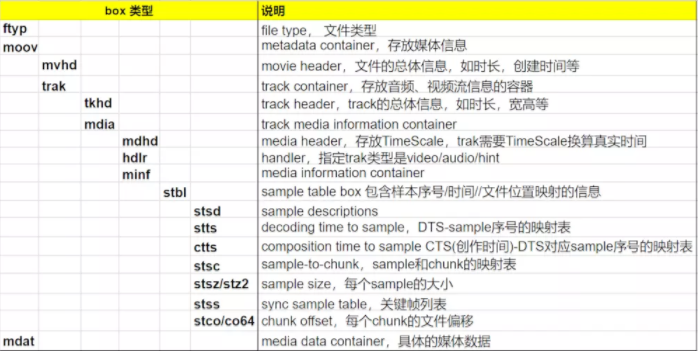 box 类型 说明
ftyp file type，文件类型
moov metadata container，存放媒体信息
mvhd movie header，文件的总体信息，如时长，创建时间等
trak track container，存放音频、视频流信息的容器
tkhd track header，track的总体信息，如时长，宽高等
mdia track media information container
mdhd media header，存放TimeScale，trak需要TimeScale换算真实时间
hdlr handler，指定trak类型是video/audio/hint
minf media information container
stbl sample table box 包含样本序号/时间//文件位置映射的信息
stsd sample descriptions
stts decoding time to sample，DTS-sample序号的映射表
ctts composition time to sample CTS(创作时间)-DTS对应sample序号的映射表
stsc sample-to-chunk，sample和chunk的映射表
stsz/stz2 sample size，每个sample的大小
stss sync sample table，关键帧列表
stco/co64 chunk offset，每个chunk的文件偏移
mdat media data container，具体的媒体数据